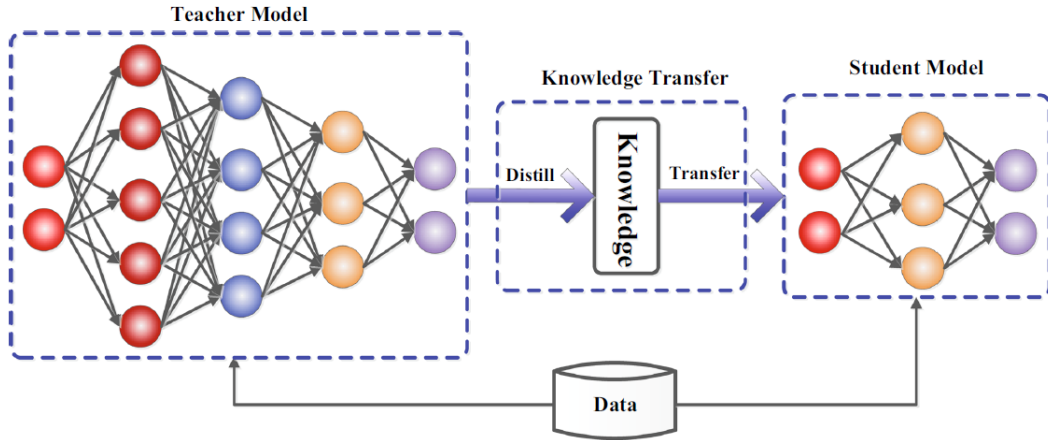 Teacher Model
Knowledge Transfer
Student Model
Distill
Knowledge
Transfer
Data